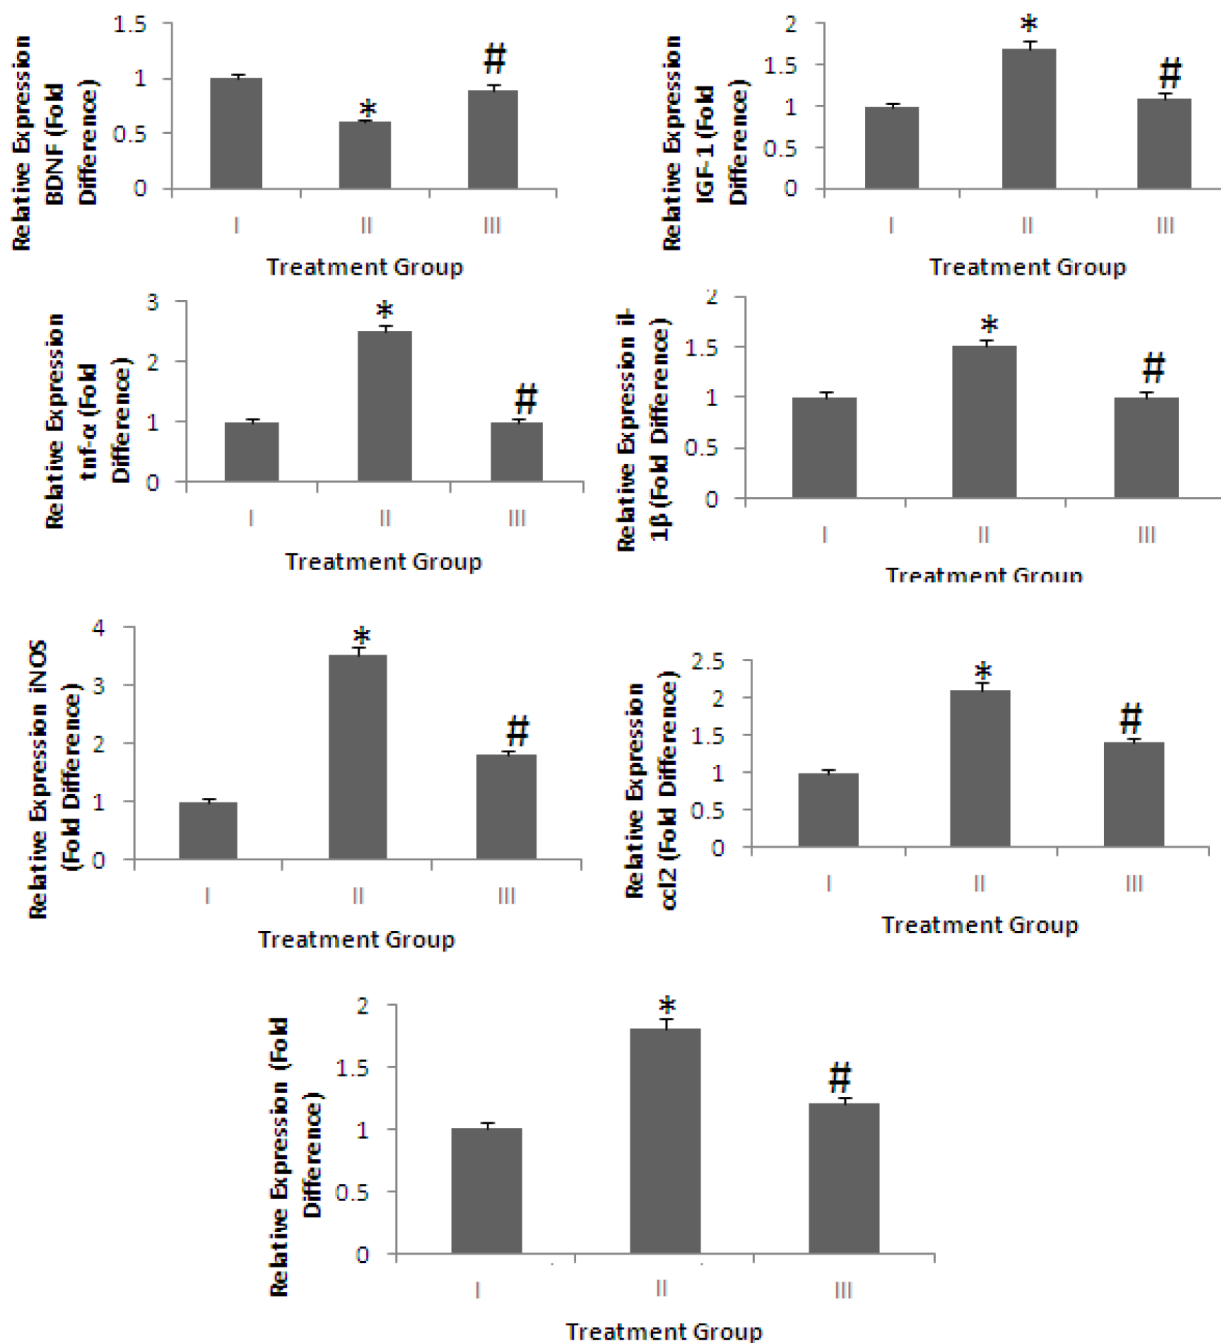 Relative Expression
BDNF (Fold
Difference)
1.5
1
0.5
0
*
#
I II III
Treatment Group
Relative Expression
IGF-1 (Fold
Difference)
2
1.5
1
0.5
0
*
#
I II III
Treatment Group
Relative Expression
tnf-α (Fold
Difference)
3
2
1
0
*
#
I II III
Treatment Group
Relative Expression il-
1β (Fold Difference)
2
1.5
1
0.5
0
*
#
I II III
Treatment Group
Relative Expression iNOS
(Fold Difference)
4
3
2
1
0
*
#
I II III
Treatment Group
Relative Expression
ccl2 (Fold Difference)
2.5
2
1.5
1
0.5
0
*
#
I II III
Treatment Group
Relative Expression (Fold
Difference)
2
1.5
1
0.5
0
*
#
I II III
Treatment Group